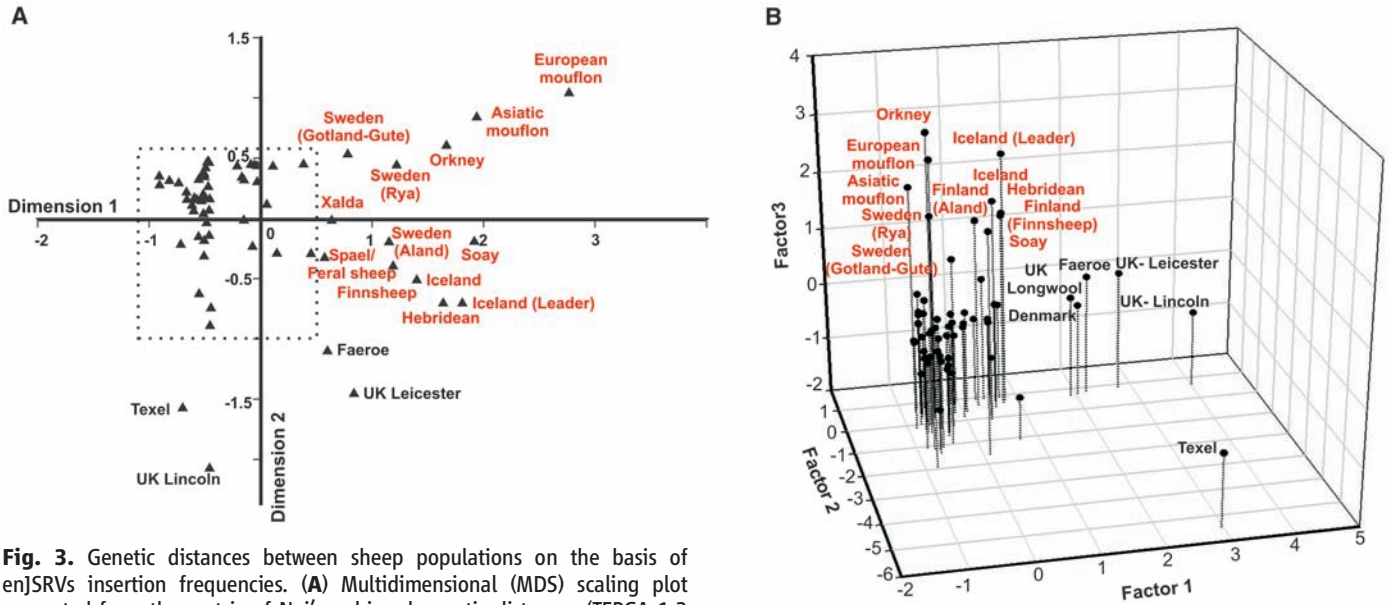 A
1.5
European
mouflon
Asiatic
mouflon
Sweden
(Gotland-Gute)
Orkney
0.5
Sweden
(Rya)
Xalda
Dimension 1
-2
-1
0
1
2
3
Sweden
(Aland)
Soay
Spael/
Feral sheep
Iceland
Finnsheep
-0.5
Iceland (Leader)
Hebridean
Faeroe
UK Leicester
Texel
-1.5
UK Lincoln
Dimension 2
B
4
3
2
1
0
-1
-2
Factor3
Orkney
Iceland (Leader)
European
mouflon
Asiatic
mouflon
Iceland
Finland
(Aland)
Hebridean
Finland
(Finnsheep)
Sweden
(Rya)
Soay
Sweden
(Gotland-Gute)
UK
Longwool
Faeroe
UK- Leicester
UK- Lincoln
Denmark
Texel
1
0
-1
-2
-3
-4
-5
-6
Factor 2
-2
-1
0
1
2
3
4
5
Factor 1
Fig. 3. Genetic distances between sheep populations on the basis of
enJSRVs insertion frequencies. (A) Multidimensional (MDS) scaling plot